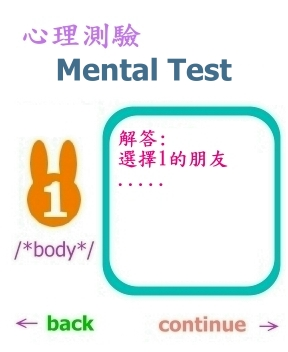 心理測驗
Mental Test
解答:
選擇1的朋友
.....
1
/*body*/
← back
continue →